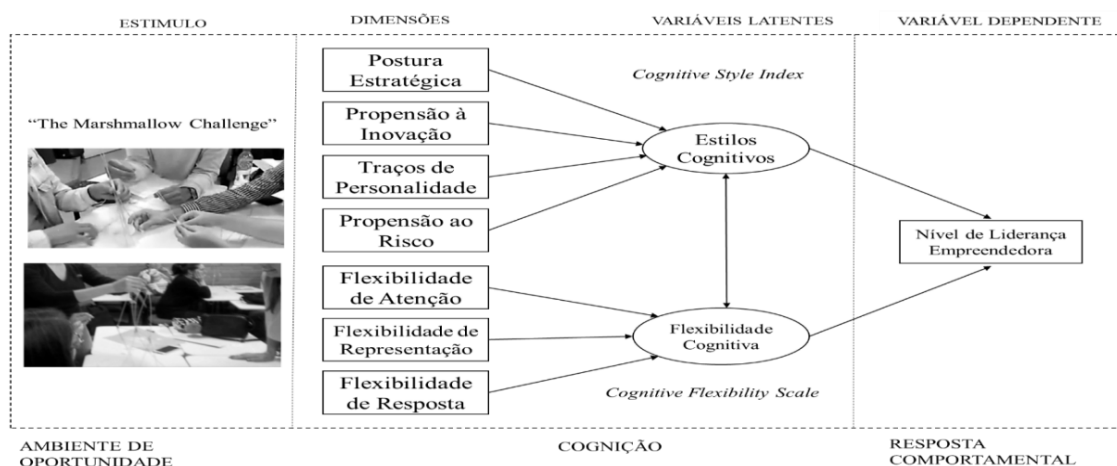 ESTIMULO
DIMENSÕES
VARIÁVEIS LATENTES
VARIÁVEL DEPENDENTE
“The Marshmallow Challenge”
Postura
Estratégica
Propensão à
Inovação
Traços de
Personalidade
Propensão ao
Risco
Flexibilidade
de Atenção
Flexibilidade de
Representação
Flexibilidade
de Resposta
Cognitive Style Index
Estilos
Cognitivos
Flexibilidade
Cognitiva
Cognitive Flexibility Scale
Nível de Liderança
Empreendedora
AMBIENTE DE
OPORTUNIDADE
COGNIÇÃO
RESPOSTA
COMPORTAMENTAL